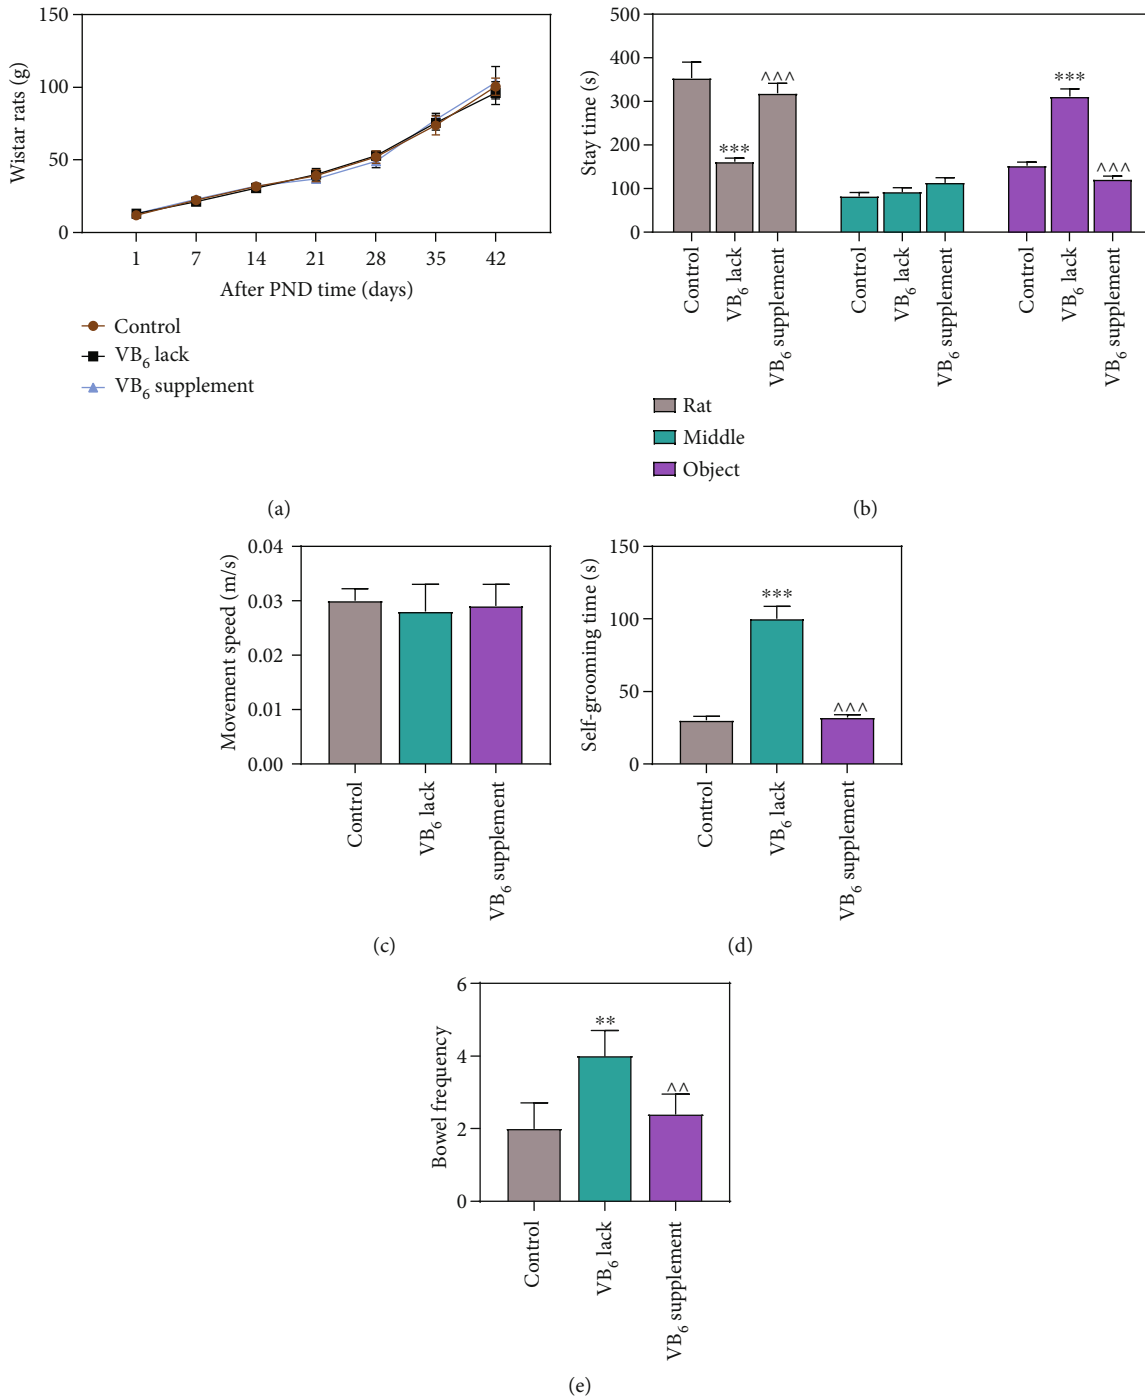 150
100
50
0
Wistar rats (g)
1 7 14 21 28 35 42
After PND time (days)
Control
VB6 lack
VB6 supplement
(a)
500
400
300
200
100
0
Stay time (s)
***
^^^
***
^^^
Control
VB6 lack
VB6 supplement
Control
VB6 lack
VB6 supplement
Control
VB6 lack
VB6 supplement
Rat
Middle
Object
(b)
0.04
0.03
0.02
0.01
0.00
Movement speed (m/s)
Control
VB6 lack
VB6 supplement
(c)
150
100
50
0
Self-grooming time (s)
***
^^^
Control
VB6 lack
VB6 supplement
(d)
6
4
2
0
Bowel frequency
**
^^
Control
VB6 lack
VB6 supplement
(e)